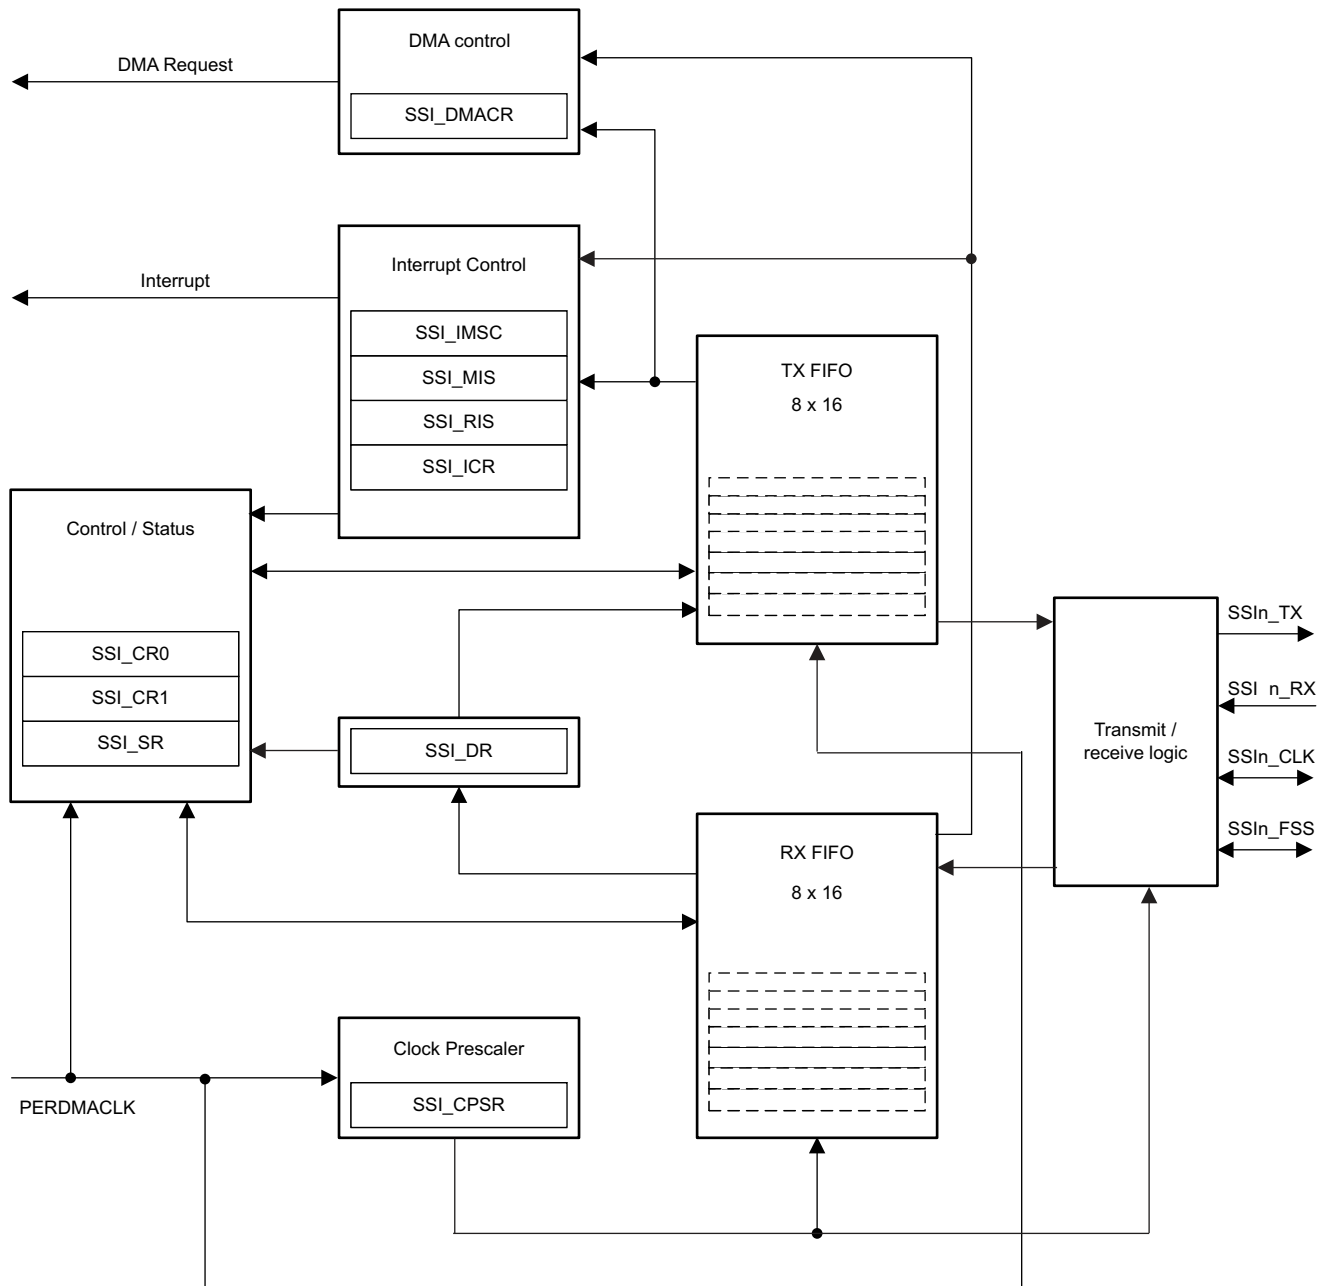 DMA control
DMA Request
SSI_DMACR
Interrupt Control
Interrupt
SSI_IMSC
SSI_MIS
SSI_RIS
SSI_ICR
TX FIFO
8 x 16
Control / Status
SSI_CR0
SSI_CR1
SSI_SR
SSI_DR
SSIn_TX
SSI n_RX
Transmit /
receive logic
SSIn_CLK
SSIn_FSS
RX FIFO
8 x 16
Clock Prescaler
SSI_CPSR
PERDMACLK